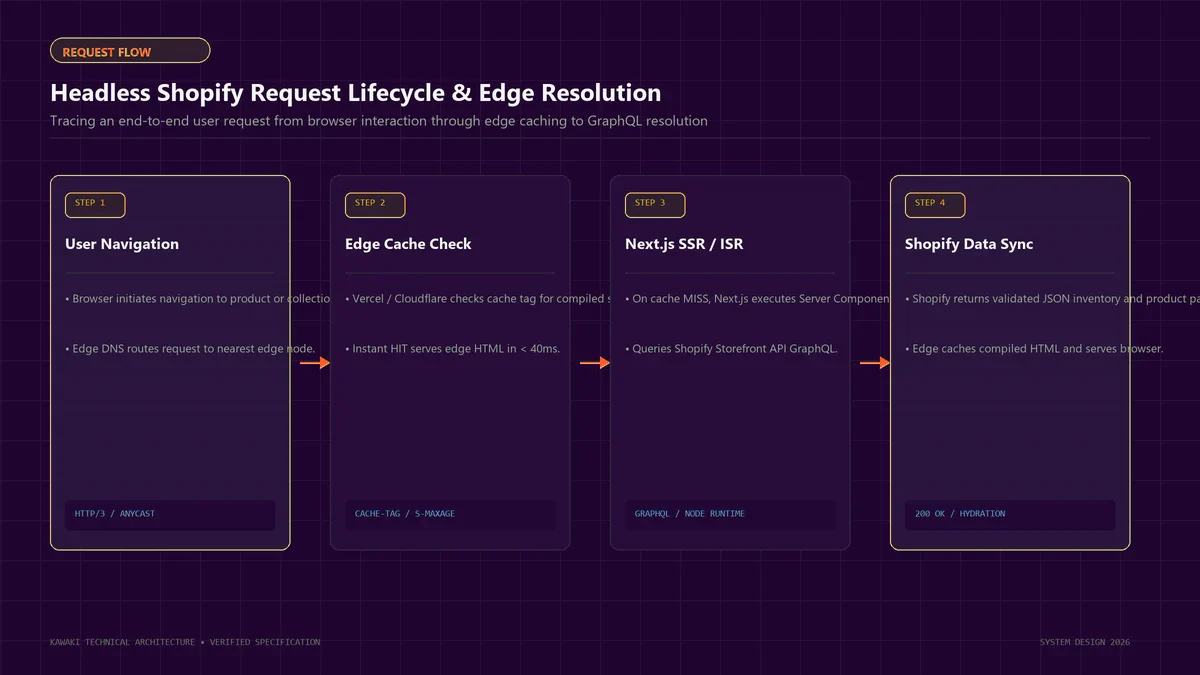 REQUEST FLOW
Headless Shopify Request Lifecycle & Edge Resolution
Tracing an end-to-end user request from browser interaction through edge caching to GraphQL resolution
STEP 1
User Navigation
• Browser initiates navigation to product or
• Edge DNS routes request to nearest edge node.
HTTP/3 / ANYCAST
STEP 2
Edge Cache Check
• Vercel / Cloudflare checks cache tag for compiled
• Instant HIT serves edge HTML in < 40ms.
CACHE-TAG / S-MAXAGE
STEP 3
Next.js SSR / ISR
• On cache MISS, Next.js executes Server
• Queries Shopify Storefront API GraphQL.
GRAPHQL / NODE RUNTIME
STEP 4
Shopify Data Sync
• Shopify returns validated JSON inventory and product
• Edge caches compiled HTML and serves browser.
200 OK / HYDRATION
KAWAKI TECHNICAL ARCHITECTURE • VERIFIED SPECIFICATION
SYSTEM DESIGN 2026